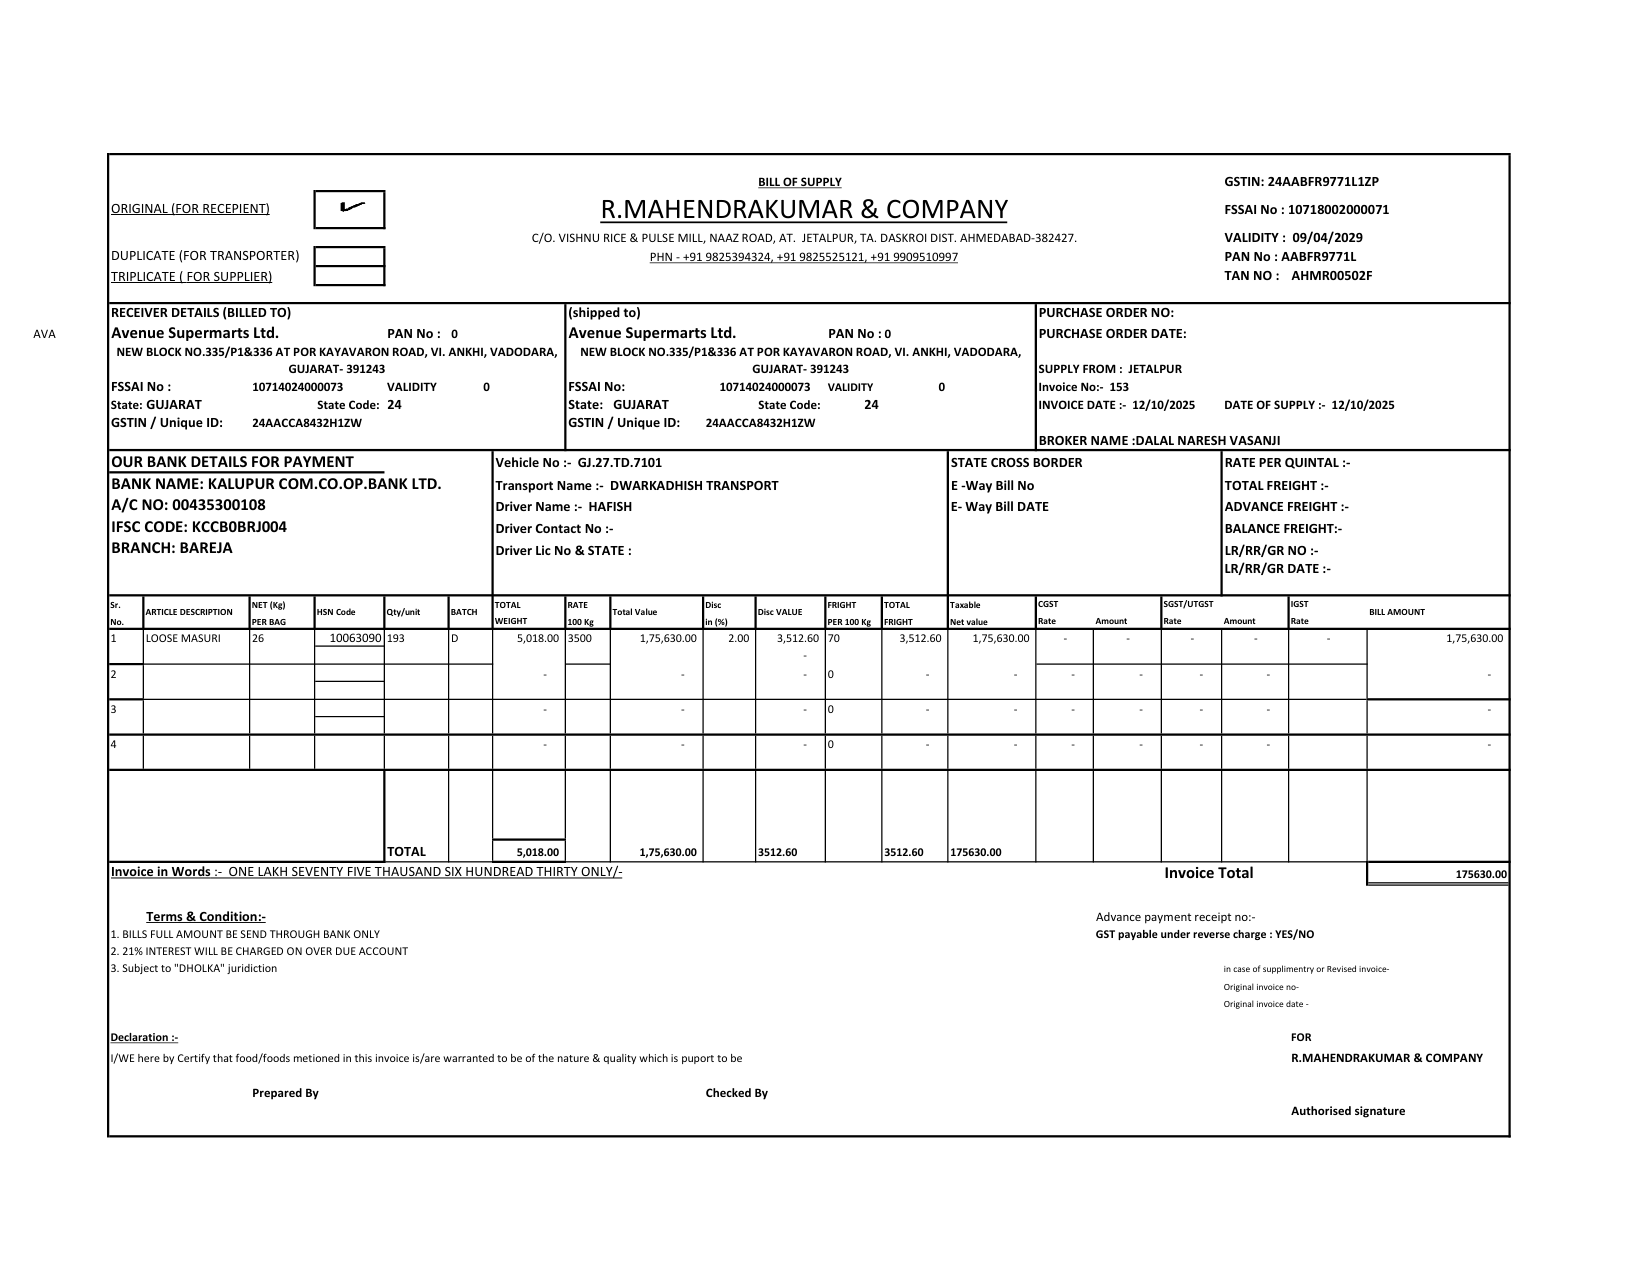 BILL OF SUPPLY
GSTIN: 24AABFR9771L1ZP
ORIGINAL (FOR RECEPIENT)
R.MAHENDRAKUMAR & COMPANY
FSSAI No : 10718002000071
C/O. VISHNU RICE & PULSE MILL, NAAZ ROAD, AT. JETALPUR, TA. DASKROI DIST. AHMEDABAD-382427.
VALIDITY : 09/04/2029
DUPLICATE (FOR TRANSPORTER)
PHN - +91 9825394324, +91 9825525121, +91 9909510997
PAN No : AABFR9771L
TRIPLICATE ( FOR SUPPLIER)
TAN NO : AHMR00502F
AVA
RECEIVER DETAILS (BILLED TO)
Avenue Supermarts Ltd. PAN No : 0
NEW BLOCK NO.335/P1&336 AT POR KAYAVARON ROAD, VI. ANKHI, VADODARA,
GUJARAT- 391243
FSSAI No : 10714024000073 VALIDITY 0
State: GUJARAT State Code: 24
GSTIN / Unique ID: 24AACCA8432H1ZW
(shipped to)
Avenue Supermarts Ltd. PAN No : 0
NEW BLOCK NO.335/P1&336 AT POR KAYAVARON ROAD, VI. ANKHI, VADODARA,
GUJARAT- 391243
FSSAI No: 10714024000073 VALIDITY 0
State: GUJARAT State Code: 24
GSTIN / Unique ID: 24AACCA8432H1ZW
PURCHASE ORDER NO:
PURCHASE ORDER DATE:
SUPPLY FROM : JETALPUR
Invoice No:- 153
INVOICE DATE :- 12/10/2025 DATE OF SUPPLY :- 12/10/2025
BROKER NAME :DALAL NARESH VASANJI
OUR BANK DETAILS FOR PAYMENT
BANK NAME: KALUPUR COM.CO.OP.BANK LTD.
A/C NO: 00435300108
IFSC CODE: KCCB0BRJ004
BRANCH: BAREJA
Vehicle No :- GJ.27.TD.7101
Transport Name :- DWARKADHISH TRANSPORT
Driver Name :- HAFISH
Driver Contact No :-
Driver Lic No & STATE :
STATE CROSS BORDER
E -Way Bill No
E- Way Bill DATE
RATE PER QUINTAL :-
TOTAL FREIGHT :-
ADVANCE FREIGHT :-
BALANCE FREIGHT:-
LR/RR/GR NO :-
LR/RR/GR DATE :-
Sr. No. ARTICLE DESCRIPTION NET (Kg) PER BAG HSN Code Qty/unit BATCH TOTAL WEIGHT RATE 100 Kg Total Value Disc in (%) Disc VALUE FRIGHT PER 100 Kg TOTAL FRIGHT Taxable Net value CGST Rate Amount SGST/UTGST Rate Amount IGST Rate BILL AMOUNT
1 LOOSE MASURI 26 10063090 193 D 5,018.00 3500 1,75,630.00 2.00 3,512.60 70 3,512.60 1,75,630.00 - - - - - 1,75,630.00
-
2 - - - 0 - - - - - - -
3 - - - 0 - - - - - - -
4 - - - 0 - - - - - - -
TOTAL 5,018.00 1,75,630.00 3512.60 3512.60 175630.00
Invoice in Words :- ONE LAKH SEVENTY FIVE THAUSAND SIX HUNDREAD THIRTY ONLY/- Invoice Total 175630.00
Terms & Condition:-
1. BILLS FULL AMOUNT BE SEND THROUGH BANK ONLY
2. 21% INTEREST WILL BE CHARGED ON OVER DUE ACCOUNT
3. Subject to "DHOLKA" juridiction
Advance payment receipt no:-
GST payable under reverse charge : YES/NO
in case of supplimentry or Revised invoice-
Original invoice no-
Original invoice date -
Declaration :-
I/WE here by Certify that food/foods metioned in this invoice is/are warranted to be of the nature & quality which is puport to be
FOR
R.MAHENDRAKUMAR & COMPANY
Prepared By Checked By
Authorised signature